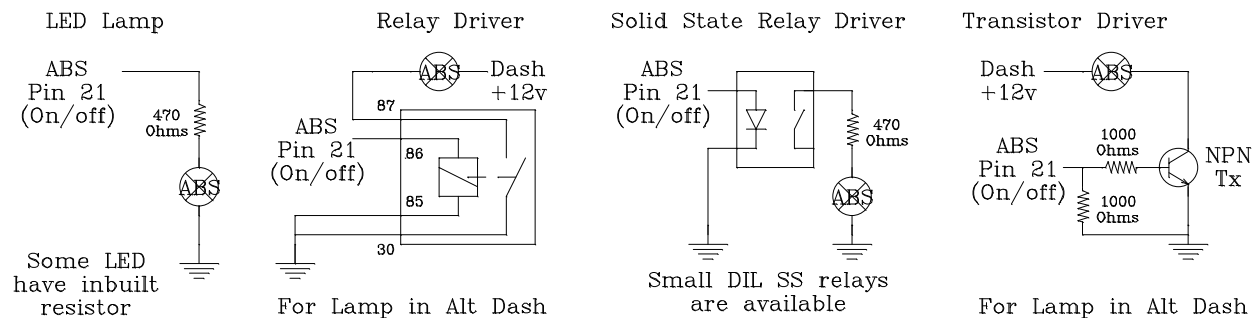 LED Lamp
ABS
Pin 21
(On/off)
470
Ohms
ABS
Some LED
have inbuilt
resistor
Relay Driver
ABS
Dash
+12v
87
ABS
Pin 21
(On/off)
86
85
30
For Lamp in Alt Dash
Solid State Relay Driver
ABS
Pin 21
(On/off)
470
Ohms
ABS
Small DIL SS relays
are available
Transistor Driver
Dash
+12v
ABS
ABS
Pin 21
(On/off)
1000
Ohms
1000
Ohms
NPN
Tx
For Lamp in Alt Dash